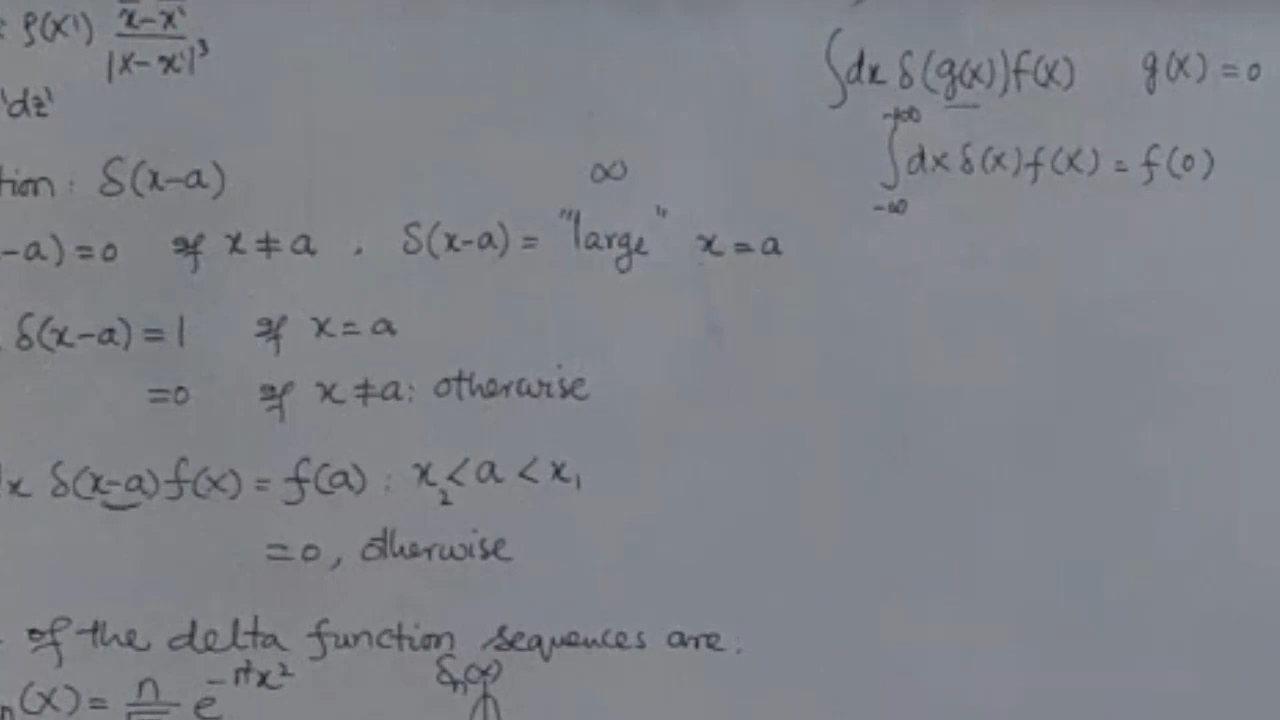 : ρ(x') x-x' / |x-x'|³
'dz'
tion: δ(x-a)
∞
-a) = 0 if x ≠ a , δ(x-a) = "large" x = a
δ(x-a) = 1 if x = a
= 0 if x ≠ a: otherwise
x δ(x-a) f(x) = f(a) : x₂ < a < x₁
= 0, otherwise
of the delta function sequences are.
n(x) = n e^{-n²x²}
δₙ(x)
∫dx δ(g(x)) f(x) g(x) = 0
∫_{-∞}^{+∞} dx δ(x) f(x) = f(0)